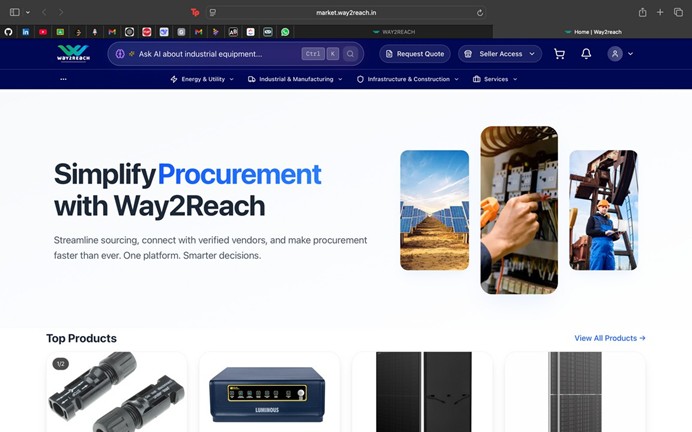 market.way2reach.in
WAY2REACH
Home | Way2reach
WAY2REACH
Ask AI about industrial equipment...
Ctrl K
Request Quote
Seller Access
Energy & Utility
Industrial & Manufacturing
Infrastructure & Construction
Services
Simplify Procurement
with Way2Reach
Streamline sourcing, connect with verified vendors, and make procurement
faster than ever. One platform. Smarter decisions.
Top Products
View All Products →
1/2
LUMINOUS